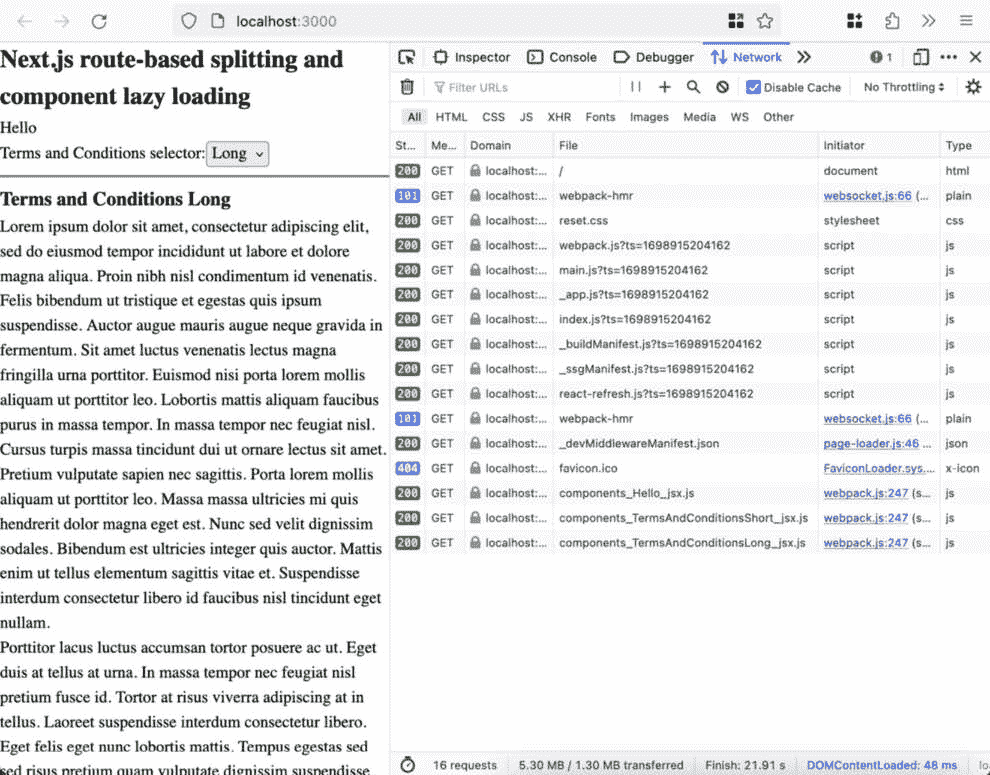 localhost:3000
Next.js route-based splitting and
component lazy loading
Hello
Terms and Conditions selector: Long
Terms and Conditions Long
Lorem ipsum dolor sit amet, consectetur adipiscing elit,
sed do eiusmod tempor incididunt ut labore et dolore
magna aliqua. Proin nibh nisl condimentum id venenatis.
Felis bibendum ut tristique et egestas quis ipsum
suspendisse. Auctor augue mauris augue neque gravida in
fermentum. Sit amet luctus venenatis lectus magna
fringilla urna porttitor. Euismod nisi porta lorem mollis
aliquam ut porttitor leo. Lobortis mattis aliquam faucibus
purus in massa tempor. In massa tempor nec feugiat nisl.
Cursus turpis massa tincidunt dui ut ornare lectus sit amet.
Pretium vulputate sapien nec sagittis. Porta lorem mollis
aliquam ut porttitor leo. Massa massa ultricies mi quis
hendrerit dolor magna eget est. Nunc sed velit dignissim
sodales. Bibendum est ultricies integer quis auctor. Mattis
enim ut tellus elementum sagittis vitae et. Suspendisse
interdum consectetur libero id faucibus nisl tincidunt eget
nullam.
Porttitor lacus luctus accumsan tortor posuere ac ut. Eget
duis at tellus at urna. In massa tempor nec feugiat nisl
pretium fusce id. Tortor at risus viverra adipiscing at in
tellus. Laoreet suspendisse interdum consectetur libero.
Eget felis eget nunc lobortis mattis. Tempus egestas sed
sed risus pretium quam vulputate dignissim suspendisse
Inspector Console Debugger Network 1
Filter URLs Disable Cache No Throttling
All HTML CSS JS XHR Fonts Images Media WS Other
St... Me... Domain File Initiator Type
200 GET localhost:... / document html
101 GET localhost:... webpack-hmr websocket.js:66 (... plain
200 GET localhost:... reset.css stylesheet css
200 GET localhost:... webpack.js?ts=1698915204162 script js
200 GET localhost:... main.js?ts=1698915204162 script js
200 GET localhost:... _app.js?ts=1698915204162 script js
200 GET localhost:... index.js?ts=1698915204162 script js
200 GET localhost:... _buildManifest.js?ts=1698915204162 script js
200 GET localhost:... _ssgManifest.js?ts=1698915204162 script js
200 GET localhost:... react-refresh.js?ts=1698915204162 script js
101 GET localhost:... webpack-hmr websocket.js:66 (... plain
200 GET localhost:... _devMiddlewareManifest.json page-loader.js:46 ... json
404 GET localhost:... favicon.ico FaviconLoader.sys.... x-icon
200 GET localhost:... components_Hello_jsx.js webpack.js:247 (s... js
200 GET localhost:... components_TermsAndConditionsShort_jsx.js webpack.js:247 (s... js
200 GET localhost:... components_TermsAndConditionsLong_jsx.js webpack.js:247 (s... js
16 requests 5.30 MB / 1.30 MB transferred Finish: 21.91 s DOMContentLoaded: 48 ms lo